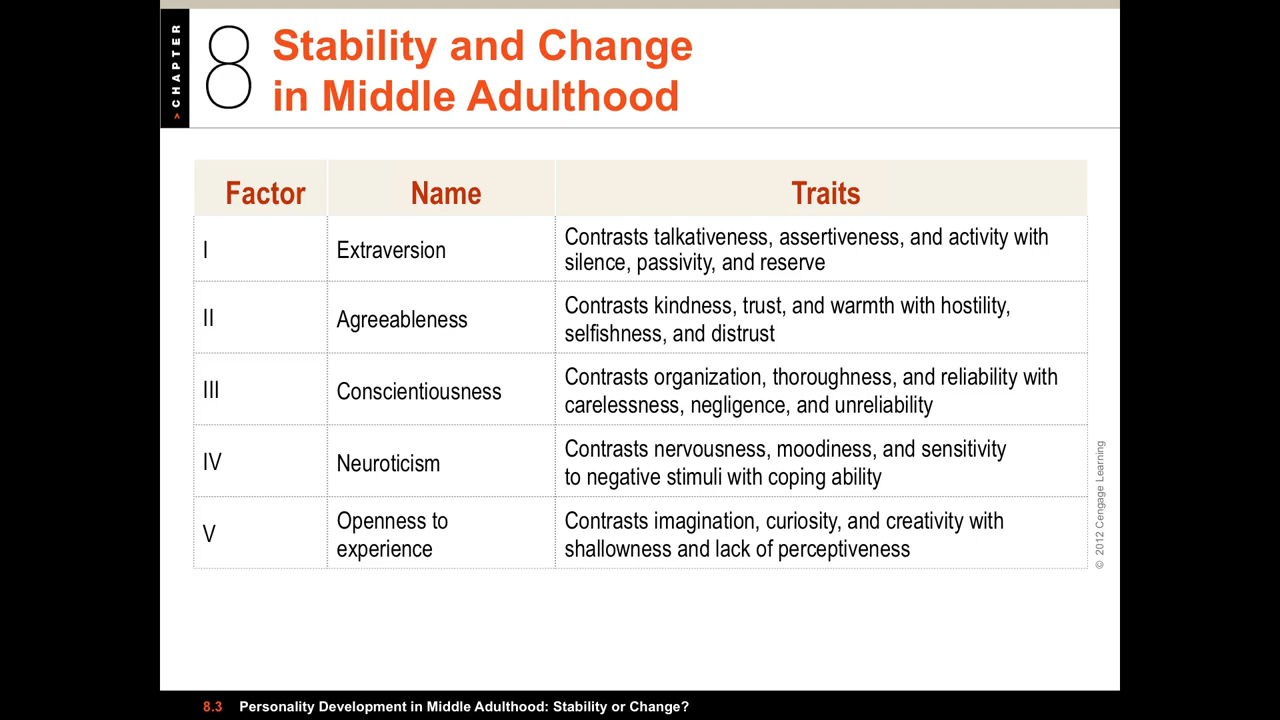 > CHAPTER
8
Stability and Change
in Middle Adulthood
Factor
Name
Traits
I
Extraversion
Contrasts talkativeness, assertiveness, and activity with
silence, passivity, and reserve
II
Agreeableness
Contrasts kindness, trust, and warmth with hostility,
selfishness, and distrust
III
Conscientiousness
Contrasts organization, thoroughness, and reliability with
carelessness, negligence, and unreliability
IV
Neuroticism
Contrasts nervousness, moodiness, and sensitivity
to negative stimuli with coping ability
V
Openness to
experience
Contrasts imagination, curiosity, and creativity with
shallowness and lack of perceptiveness
© 2012 Cengage Learning
8.3 Personality Development in Middle Adulthood: Stability or Change?